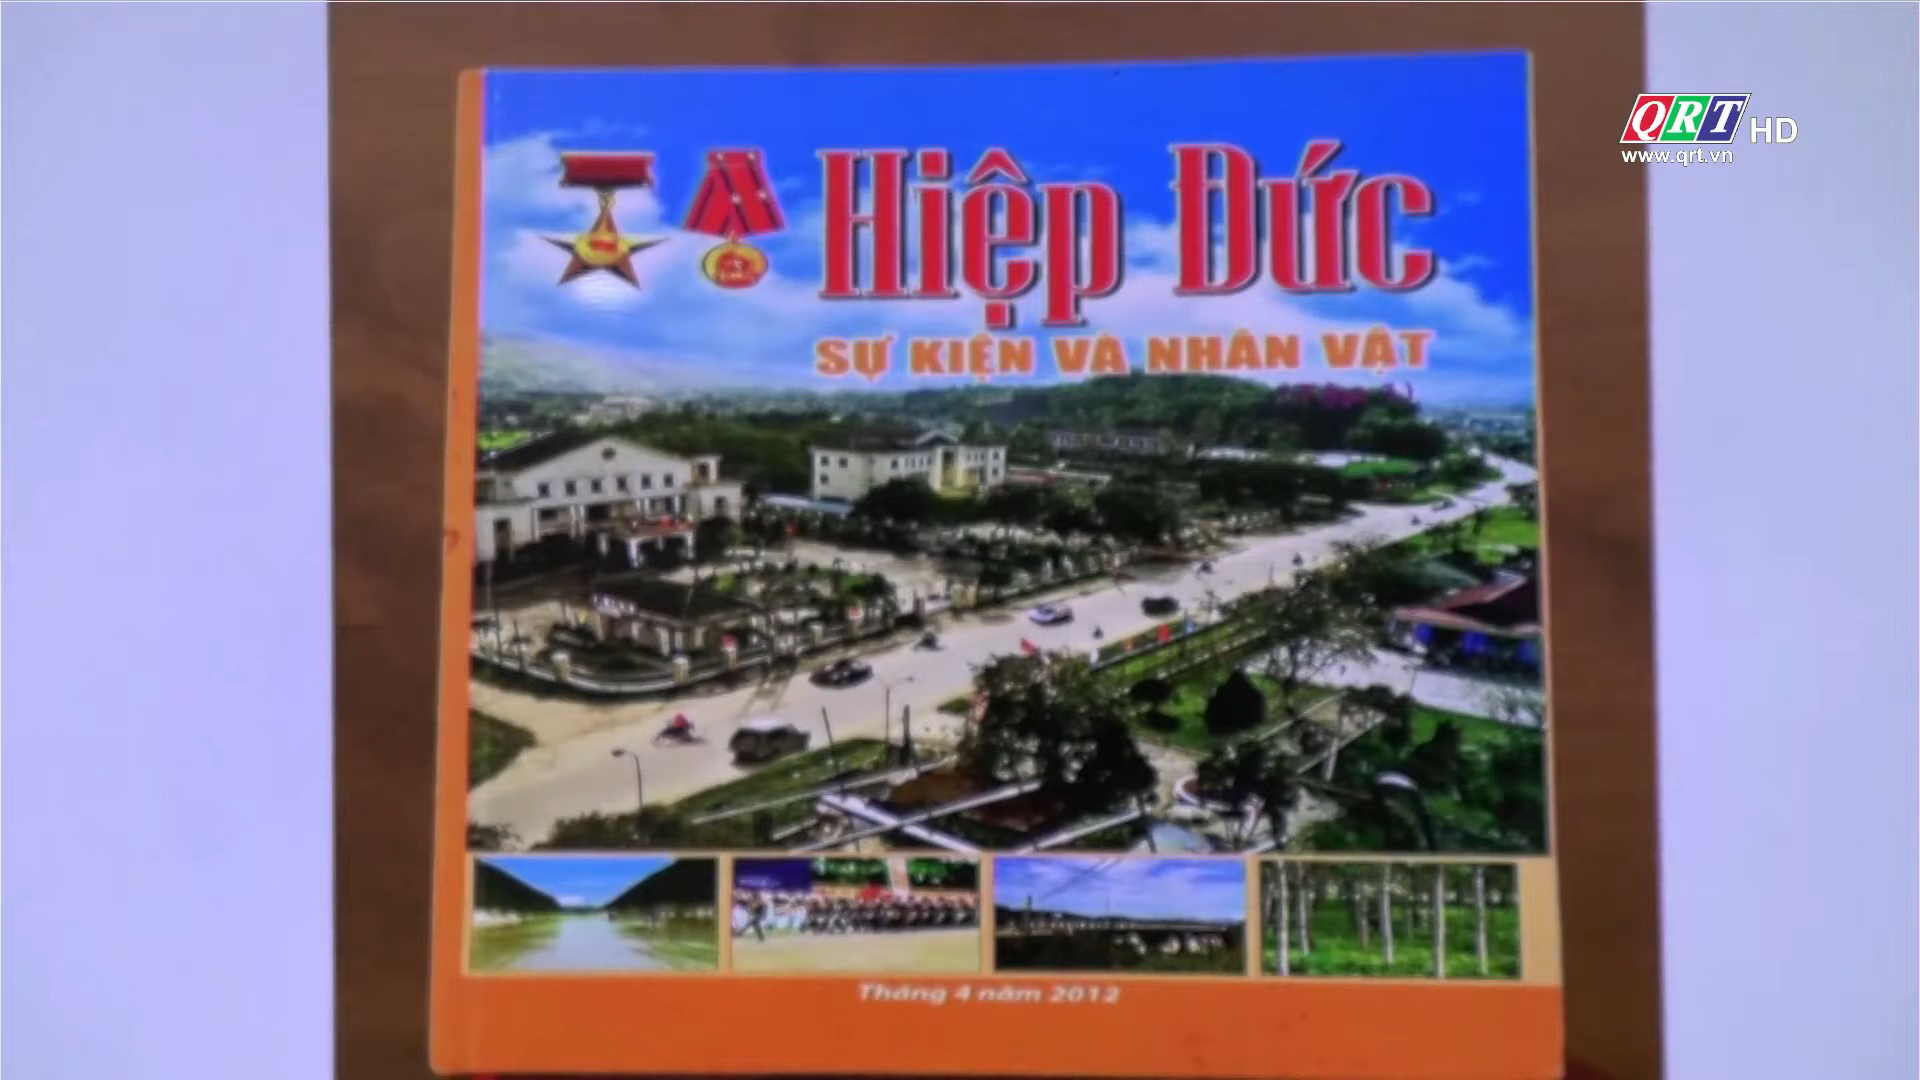 QRT HD
www.qrt.vn
Hiệp Đức
SỰ KIỆN VÀ NHÂN VẬT
Tháng 4 năm 2012